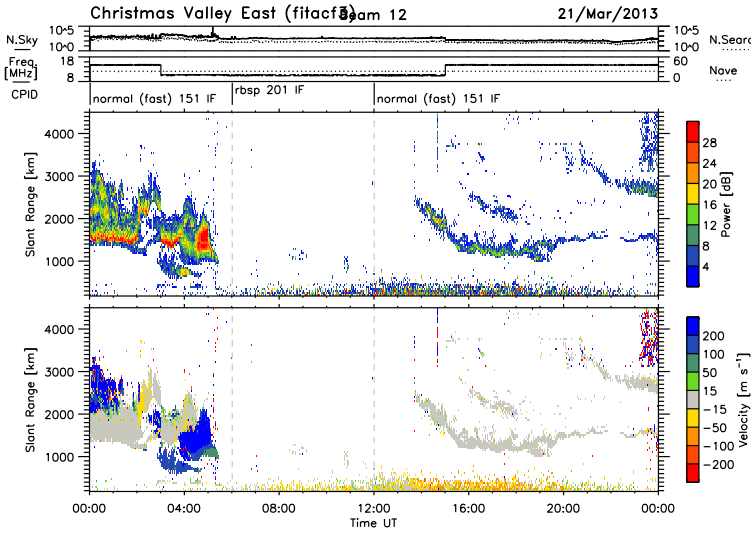 Christmas Valley East (fitacf3) Beam 12 21/Mar/2013
N.Sky 10^5 10^0 10^5 10^0 N.Sear
Freq. [MHz] 18 8 60 0 Nave
CPID normal (fast) 151 IF rbsp 201 IF normal (fast) 151 IF
Slant Range [km] 4000 3000 2000 1000
28 24 20 16 12 8 4 Power [dB]
Slant Range [km] 4000 3000 2000 1000
200 100 50 15 -15 -50 -100 -200 Velocity [m s⁻¹]
00:00 04:00 08:00 12:00 16:00 20:00 00:00
Time UT